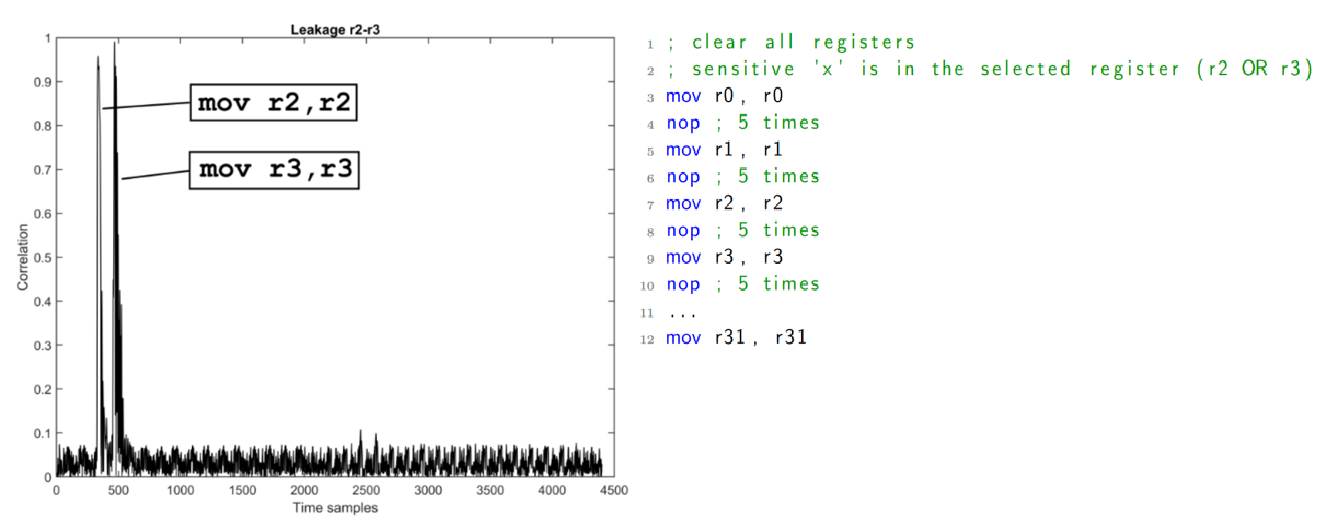 Leakage r2-r3
1
0.9
0.8
0.7
0.6
0.5
0.4
0.3
0.2
0.1
0
Correlation
mov r2,r2
mov r3,r3
0 500 1000 1500 2000 2500 3000 3500 4000 4500
Time samples
1 ; clear all registers
2 ; sensitive 'x' is in the selected register (r2 OR r3)
3 mov r0, r0
4 nop ; 5 times
5 mov r1, r1
6 nop ; 5 times
7 mov r2, r2
8 nop ; 5 times
9 mov r3, r3
10 nop ; 5 times
11 ...
12 mov r31, r31